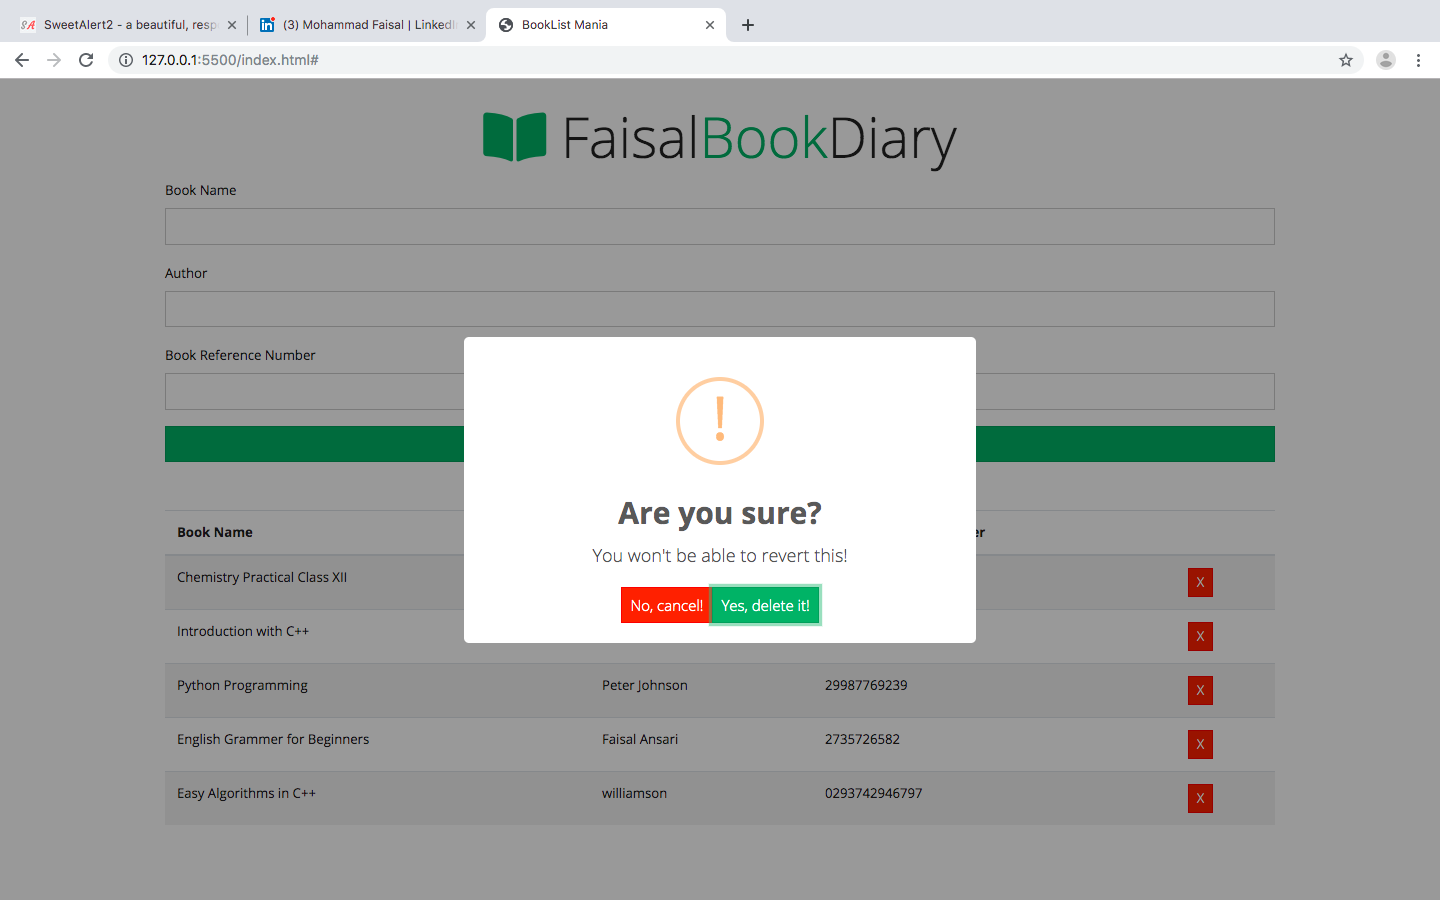 SweetAlert2 - a beautiful, resp
(3) Mohammad Faisal | LinkedIn
BookList Mania
127.0.0.1:5500/index.html#
FaisalBookDiary
Book Name
Author
Book Reference Number
!
Are you sure?
You won't be able to revert this!
No, cancel! Yes, delete it!
Book Name
Chemistry Practical Class XII X
Introduction with C++ X
Python Programming Peter Johnson 29987769239 X
English Grammer for Beginners Faisal Ansari 2735726582 X
Easy Algorithms in C++ williamson 0293742946797 X